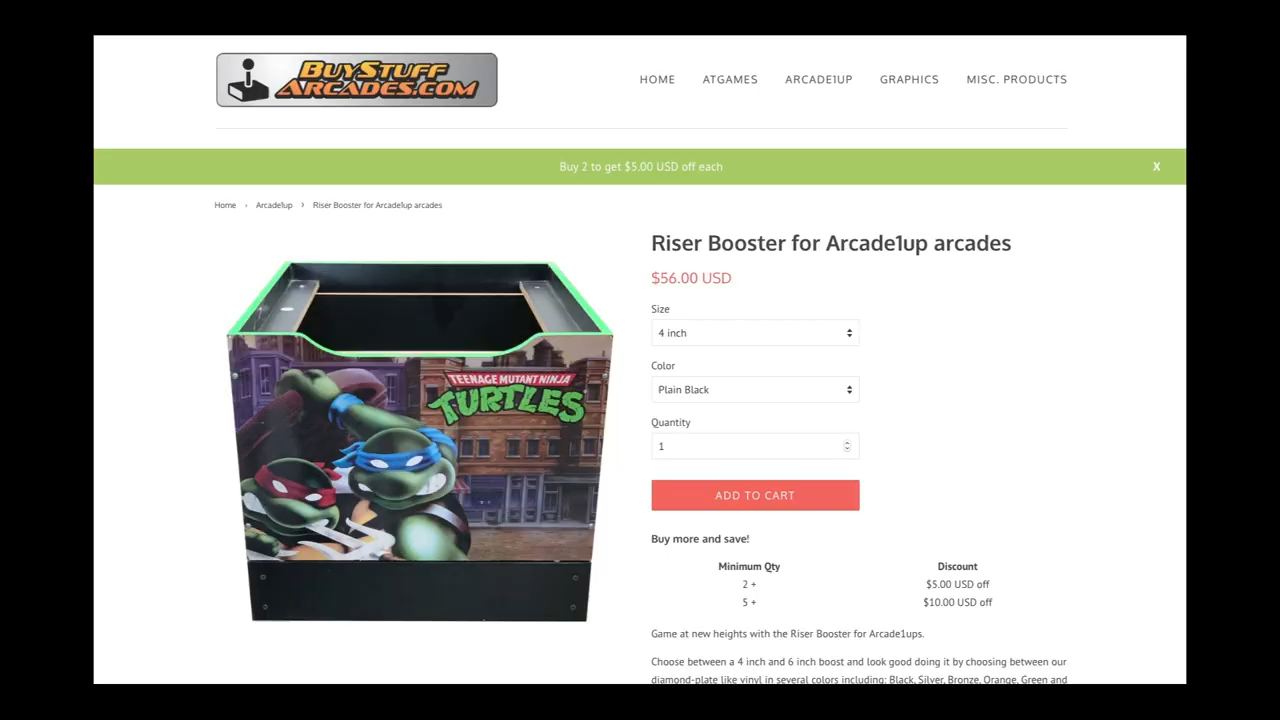 BUYSTUFF
ARCADES.COM
HOME
ATGAMES
ARCADE1UP
GRAPHICS
MISC. PRODUCTS
Buy 2 to get $5.00 USD off each
X
Home › Arcade1up › Riser Booster for Arcade1up arcades
TEENAGE MUTANT NINJA
TURTLES
Riser Booster for Arcade1up arcades
$56.00 USD
Size
4 inch
Color
Plain Black
Quantity
1
ADD TO CART
Buy more and save!
Minimum Qty Discount
2 + $5.00 USD off
5 + $10.00 USD off
Game at new heights with the Riser Booster for Arcade1ups.
Choose between a 4 inch and 6 inch boost and look good doing it by choosing between our
diamond-plate like vinyl in several colors including: Black, Silver, Bronze, Orange, Green and